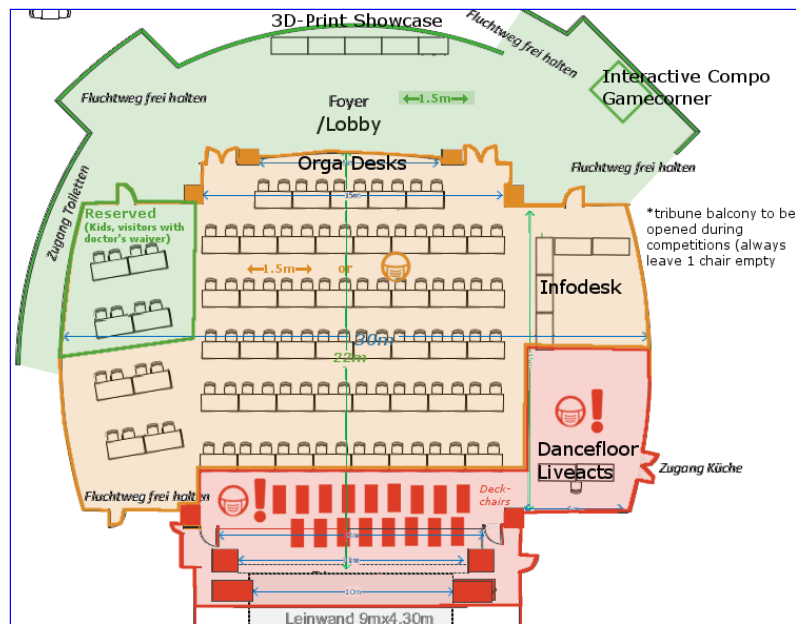 3D-Print Showcase
Fluchtweg frei halten
Interactive Compo
Gamecorner
Fluchtweg frei halten
Foyer
1.5m
/Lobby
Fluchtweg frei halten
Orga Desks
15m
Zugang Toiletten
Reserved
(Kids, visitors with
doctor's waiver)
*tribune balcony to be
opened during
competitions (always
leave 1 chair empty
1.5m
or
Infodesk
30m
22m
Dancefloor
Liveacts
Zugang Küche
Fluchtweg frei halten
Deck-
chairs
10m
Leinwand 9mx4.30m